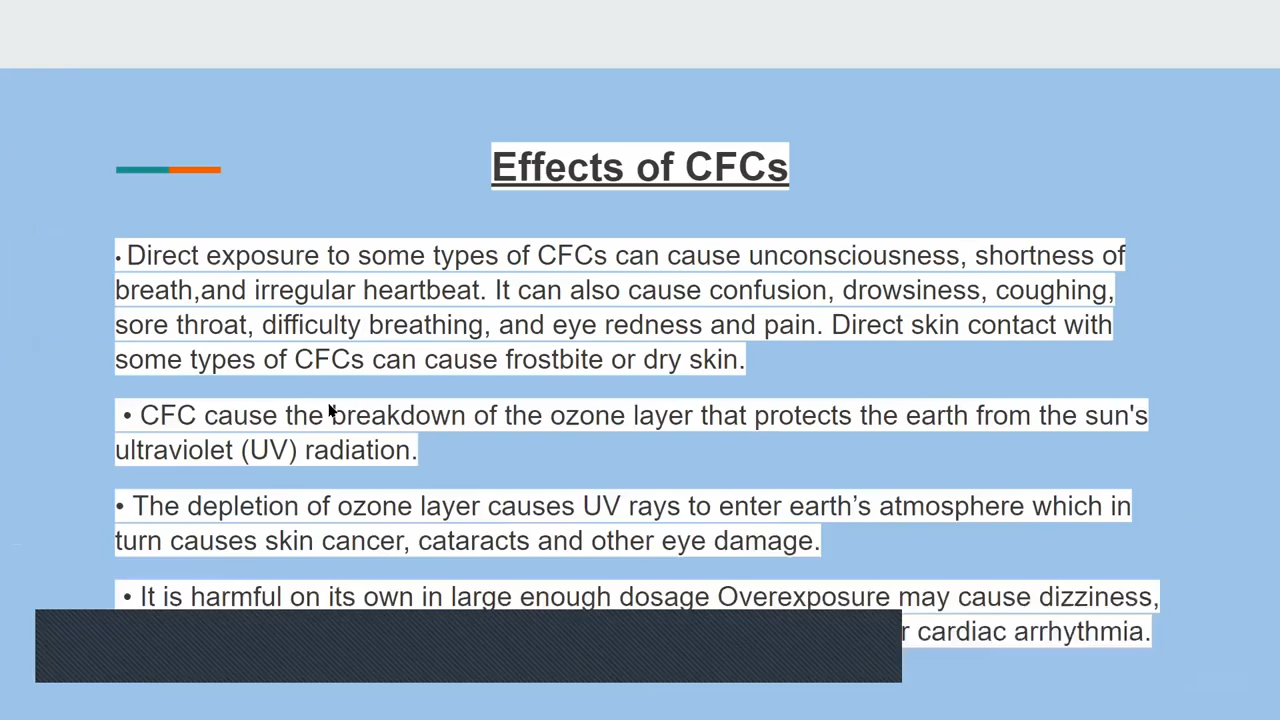 Effects of CFCs
• Direct exposure to some types of CFCs can cause unconsciousness, shortness of
breath,and irregular heartbeat. It can also cause confusion, drowsiness, coughing,
sore throat, difficulty breathing, and eye redness and pain. Direct skin contact with
some types of CFCs can cause frostbite or dry skin.
• CFC cause the breakdown of the ozone layer that protects the earth from the sun's
ultraviolet (UV) radiation.
• The depletion of ozone layer causes UV rays to enter earth’s atmosphere which in
turn causes skin cancer, cataracts and other eye damage.
• It is harmful on its own in large enough dosage Overexposure may cause dizziness,
cardiac arrhythmia.